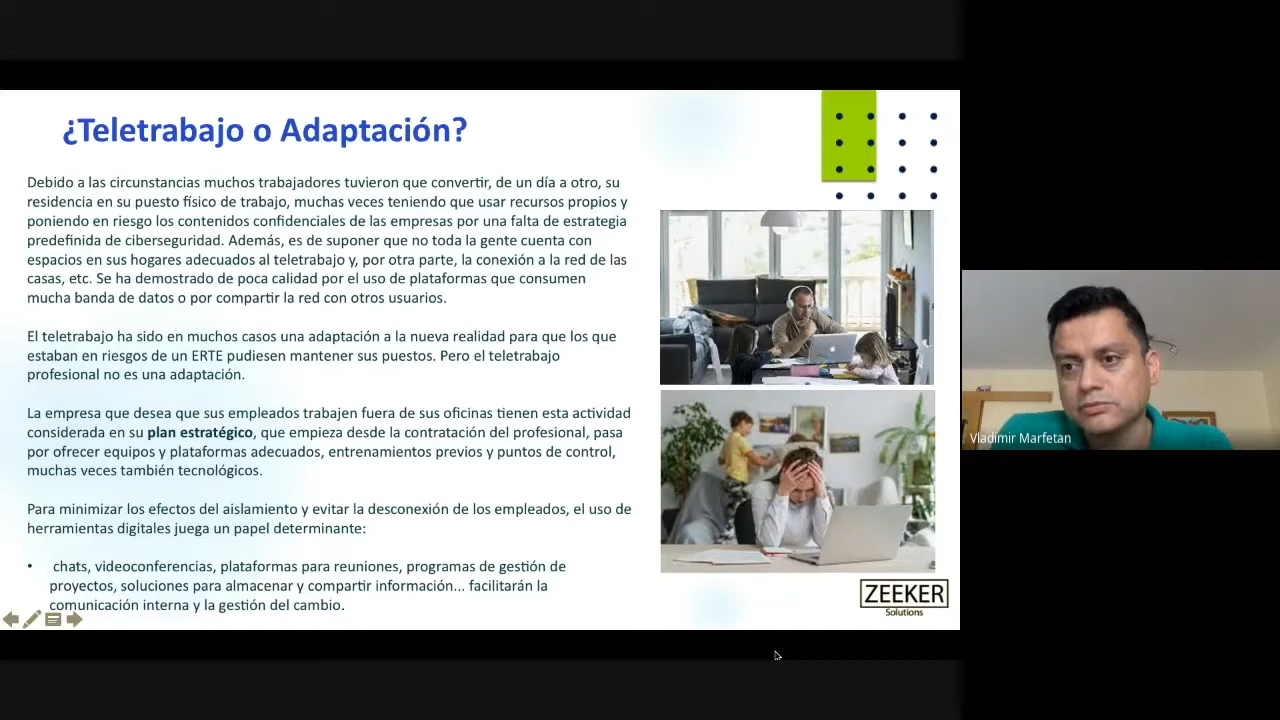 ¿Teletrabajo o Adaptación?
Debido a las circunstancias muchos trabajadores tuvieron que convertir, de un día a otro, su
residencia en su puesto físico de trabajo, muchas veces teniendo que usar recursos propios y
poniendo en riesgo los contenidos confidenciales de las empresas por una falta de estrategia
predefinida de ciberseguridad. Además, es de suponer que no toda la gente cuenta con
espacios en sus hogares adecuados al teletrabajo y, por otra parte, la conexión a la red de las
casas, etc. Se ha demostrado de poca calidad por el uso de plataformas que consumen
mucha banda de datos o por compartir la red con otros usuarios.
El teletrabajo ha sido en muchos casos una adaptación a la nueva realidad para que los que
estaban en riesgos de un ERTE pudiesen mantener sus puestos. Pero el teletrabajo
profesional no es una adaptación.
La empresa que desea que sus empleados trabajen fuera de sus oficinas tienen esta actividad
considerada en su plan estratégico, que empieza desde la contratación del profesional, pasa
por ofrecer equipos y plataformas adecuados, entrenamientos previos y puntos de control,
muchas veces también tecnológicos.
Para minimizar los efectos del aislamiento y evitar la desconexión de los empleados, el uso de
herramientas digitales juega un papel determinante:
• chats, videoconferencias, plataformas para reuniones, programas de gestión de
proyectos, soluciones para almacenar y compartir información... facilitarán la
comunicación interna y la gestión del cambio.
ZEEKER
Solutions
Vladimir Marfetan